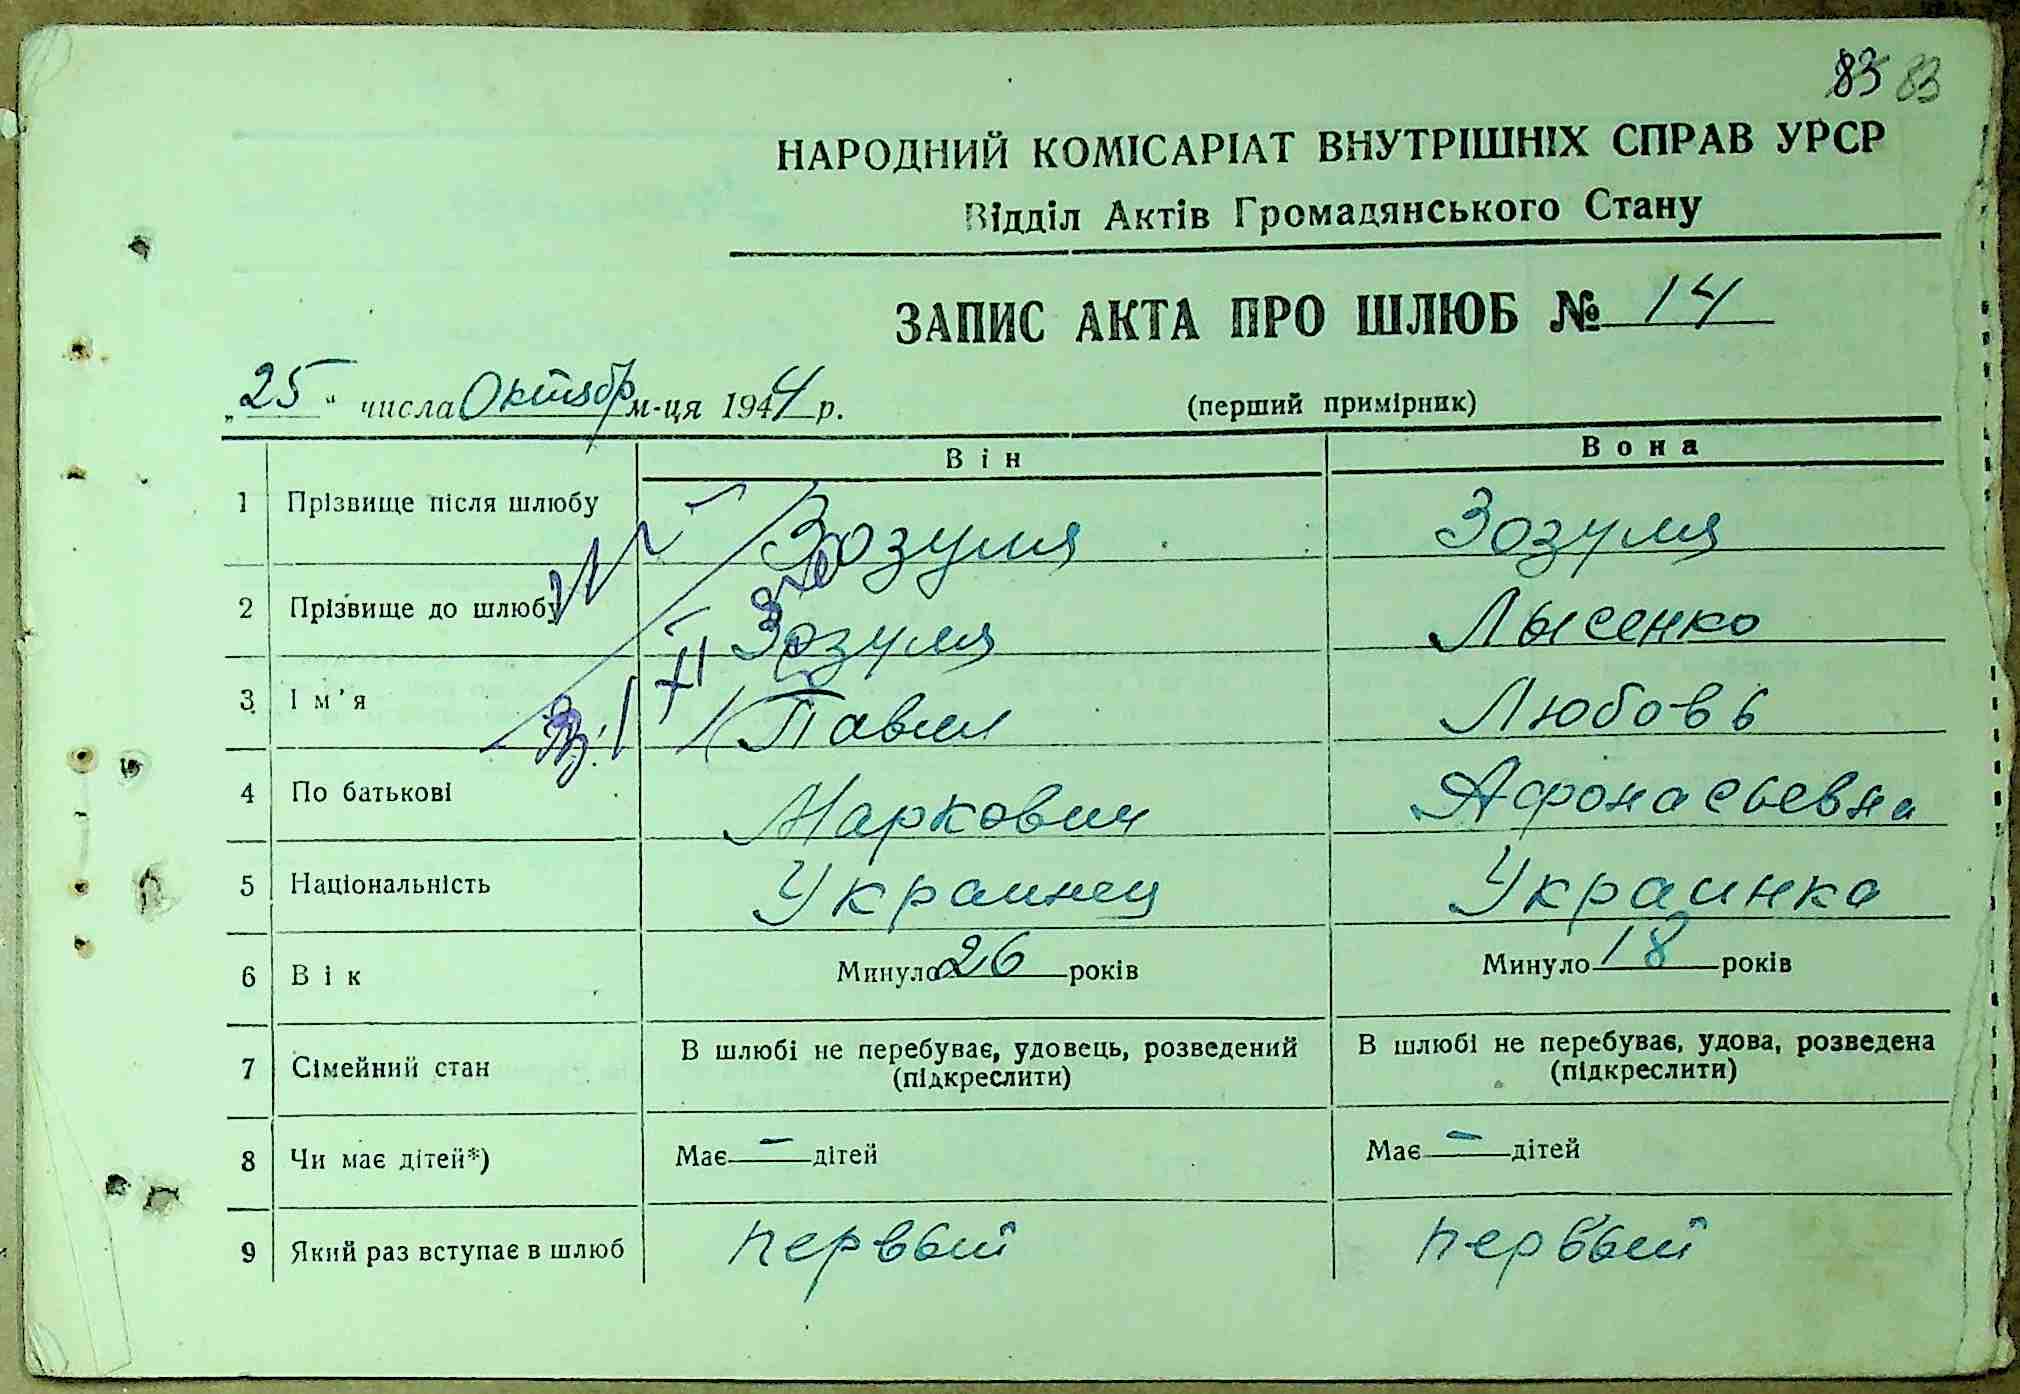 83 83
НАРОДНИЙ КОМІСАРІАТ ВНУТРІШНІХ СПРАВ УРСР
Відділ Актів Громадянського Стану
ЗАПИС АКТА ПРО ШЛЮБ № 14
„25" числа Октябр м-ця 1944 р. (перший примірник)
Він Вона
1 Прізвище після шлюбу Зозуля Зозуля
2 Прізвище до шлюбу Зозуля Лысенко
3 Ім'я Павел Любовь
4 По батькові Маркович Афонасьевна
5 Національність Украинец Украинка
6 Вік Минуло 26 років Минуло 18 років
7 Сімейний стан В шлюбі не перебуває, удовець, розведений (підкреслити) В шлюбі не перебуває, удова, розведена (підкреслити)
8 Чи має дітей*) Має — дітей Має — дітей
9 Який раз вступає в шлюб первый первый